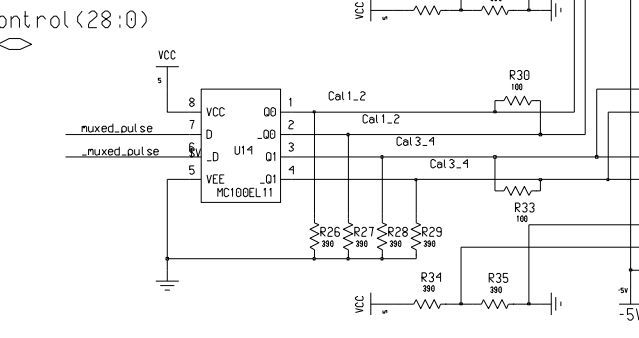 ontrol(28:0)
VCC
VCC
5
R30
100
8 VCC Q0 1 Cal1_2
muxed_pulse 7 D _Q0 2 Cal1_2
_muxed_pulse 6 _D U14 Q1 3 Cal3_4
5 VEE _Q1 4 Cal3_4
MC100EL11
R33
100
R26 R27 R28 R29
390 390 390 390
R34 R35
390 390
VCC
-5V
-5V